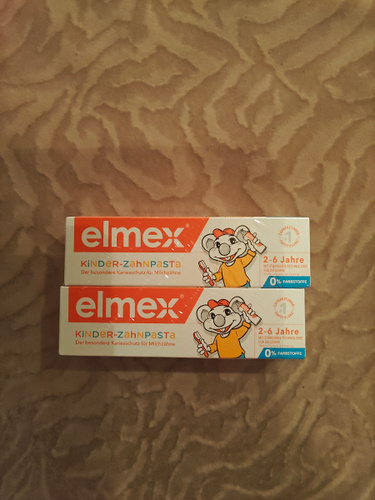 elmex
KiNDER-ZaHNPaSTa
Der besondere Kariesschutz für Milchzähne
2-6 Jahre
0% FARBSTOFFE
elmex
KiNDER-ZaHNPaSTa
Der besondere Kariesschutz für Milchzähne
2-6 Jahre
0% FARBSTOFFE